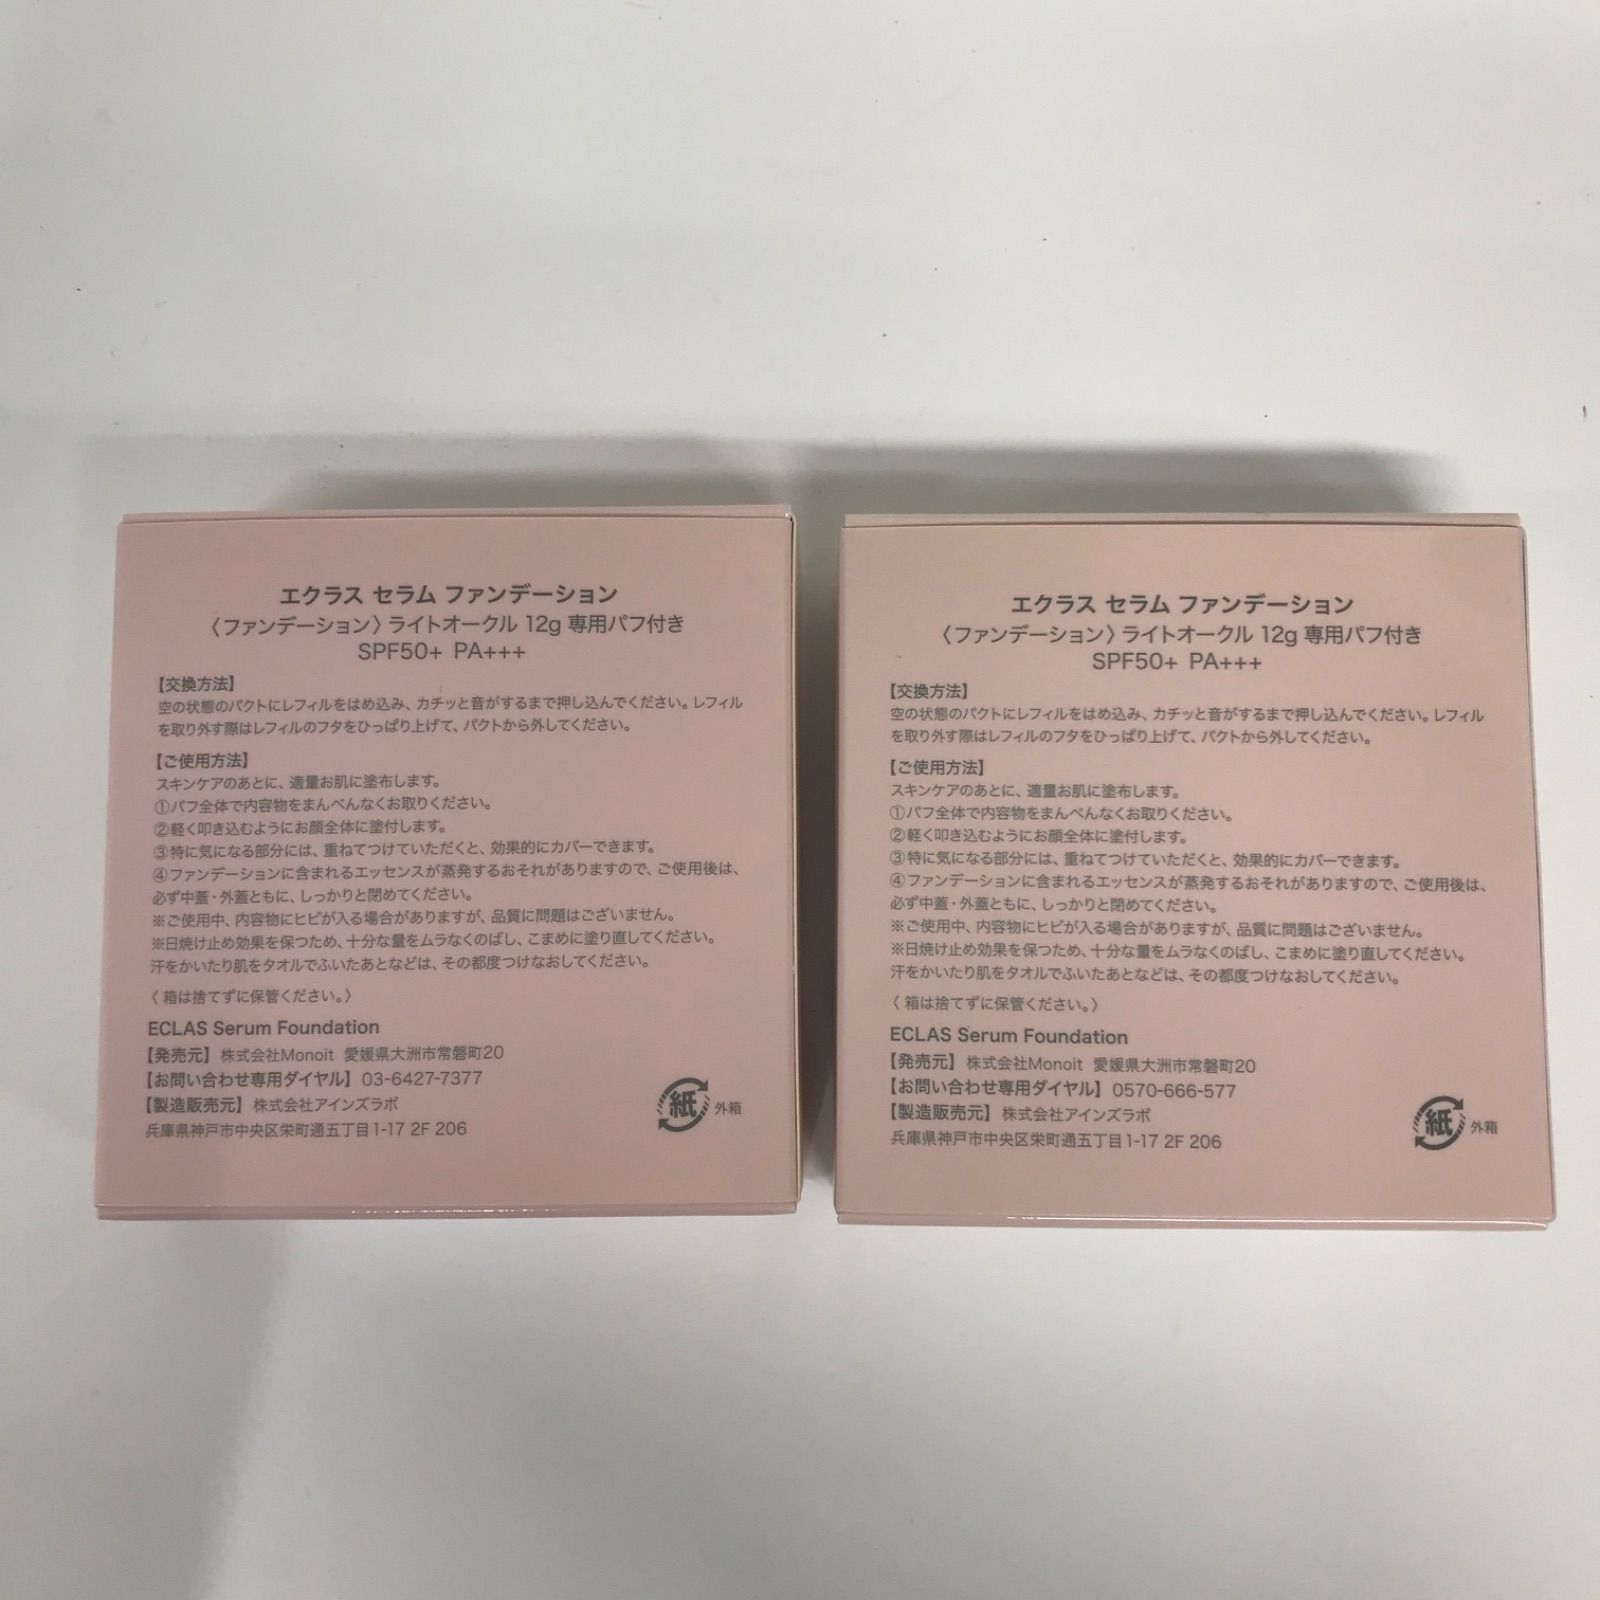 エクラス セラム ファンデーション
〈ファンデーション〉ライトオークル 12g 専用パフ付き
SPF50+ PA+++
【交換方法】
空の状態のパクトにレフィルをはめ込み、カチッと音がするまで押し込んでください。レフィル
を取り外す際はレフィルのフタをひっぱり上げて、パクトから外してください。
【ご使用方法】
スキンケアのあとに、適量お肌に塗布します。
①パフ全体で内容物をまんべんなくお取りください。
②軽く叩き込むようにお顔全体に塗付します。
③特に気になる部分には、重ねてつけていただくと、効果的にカバーできます。
④ファンデーションに含まれるエッセンスが蒸発するおそれがありますので、ご使用後は、
必ず中蓋・外蓋ともに、しっかりと閉めてください。
※ご使用中、内容物にヒビが入る場合がありますが、品質に問題はございません。
※日焼け止め効果を保つため、十分な量をムラなくのばし、こまめに塗り直してください。
汗をかいたり肌をタオルでふいたあとなどは、その都度つけなおしてください。
〈 箱は捨てずに保管ください。〉
ECLAS Serum Foundation
【発売元】株式会社Monoit 愛媛県大洲市常磐町20
【お問い合わせ専用ダイヤル】03-6427-7377
【製造販売元】株式会社アインズラボ
兵庫県神戸市中央区栄町通五丁目1-17 2F 206
紙 外箱
エクラス セラム ファンデーション
〈ファンデーション〉ライトオークル 12g 専用パフ付き
SPF50+ PA+++
【交換方法】
空の状態のパクトにレフィルをはめ込み、カチッと音がするまで押し込んでください。レフィル
を取り外す際はレフィルのフタをひっぱり上げて、パクトから外してください。
【ご使用方法】
スキンケアのあとに、適量お肌に塗布します。
①パフ全体で内容物をまんべんなくお取りください。
②軽く叩き込むようにお顔全体に塗付します。
③特に気になる部分には、重ねてつけていただくと、効果的にカバーできます。
④ファンデーションに含まれるエッセンスが蒸発するおそれがありますので、ご使用後は、
必ず中蓋・外蓋ともに、しっかりと閉めてください。
※ご使用中、内容物にヒビが入る場合がありますが、品質に問題はございません。
※日焼け止め効果を保つため、十分な量をムラなくのばし、こまめに塗り直してください。
汗をかいたり肌をタオルでふいたあとなどは、その都度つけなおしてください。
〈 箱は捨てずに保管ください。〉
ECLAS Serum Foundation
【発売元】株式会社Monoit 愛媛県大洲市常磐町20
【お問い合わせ専用ダイヤル】0570-666-577
【製造販売元】株式会社アインズラボ
兵庫県神戸市中央区栄町通五丁目1-17 2F 206
紙 外箱